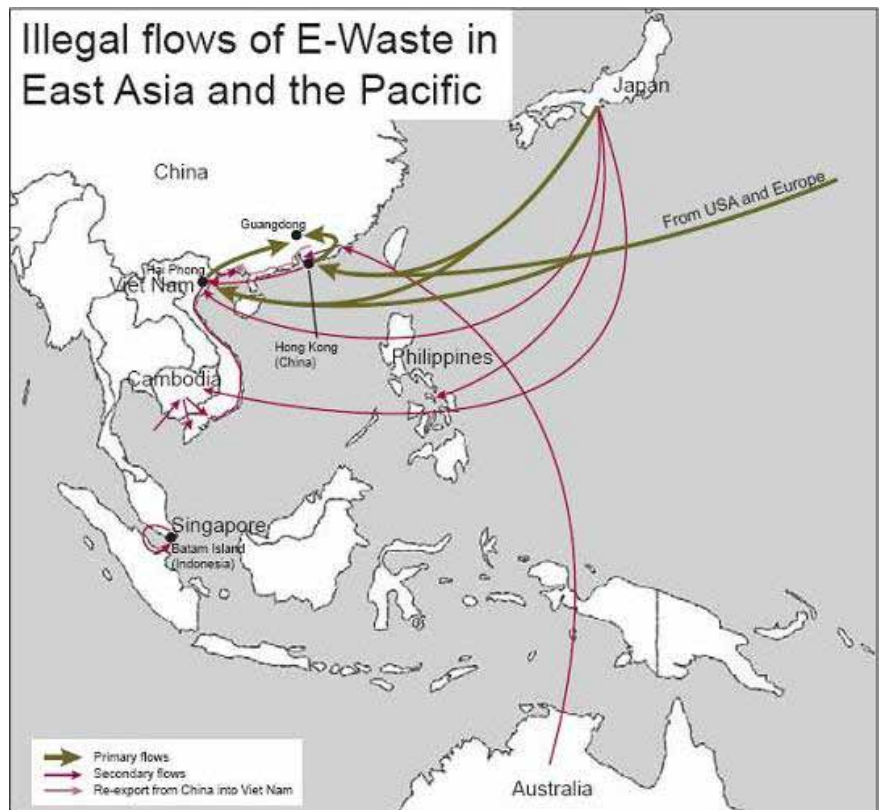 Illegal flows of E-Waste in
East Asia and the Pacific
Japan
China
From USA and Europe
Guangdong
Hai Phong
Viet Nam
Hong Kong
(China)
Philippines
Cambodia
Singapore
Batam Island
(Indonesia)
Primary flows
Secondary flows
Re-export from China into Viet Nam
Australia